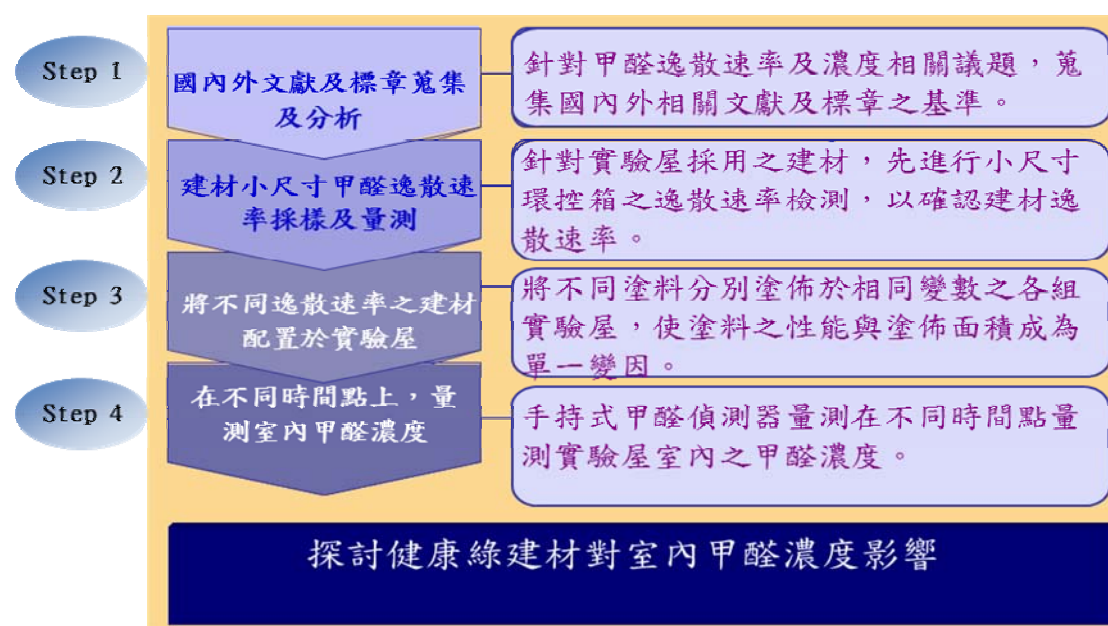 Step 1
國內外文獻及標章蒐集
及分析
針對甲醛逸散速率及濃度相關議題，蒐
集國內外相關文獻及標章之基準。
Step 2
建材小尺寸甲醛逸散速
率採樣及量測
針對實驗屋採用之建材，先進行小尺寸
環控箱之逸散速率檢測，以確認建材逸
散速率。
Step 3
將不同逸散速率之建材
配置於實驗屋
將不同塗料分別塗佈於相同變數之各組
實驗屋，使塗料之性能與塗佈面積成為
單一變因。
Step 4
在不同時間點上，量
測室內甲醛濃度
手持式甲醛偵測器量測在不同時間點量
測實驗屋室內之甲醛濃度。
探討健康綠建材對室內甲醛濃度影響